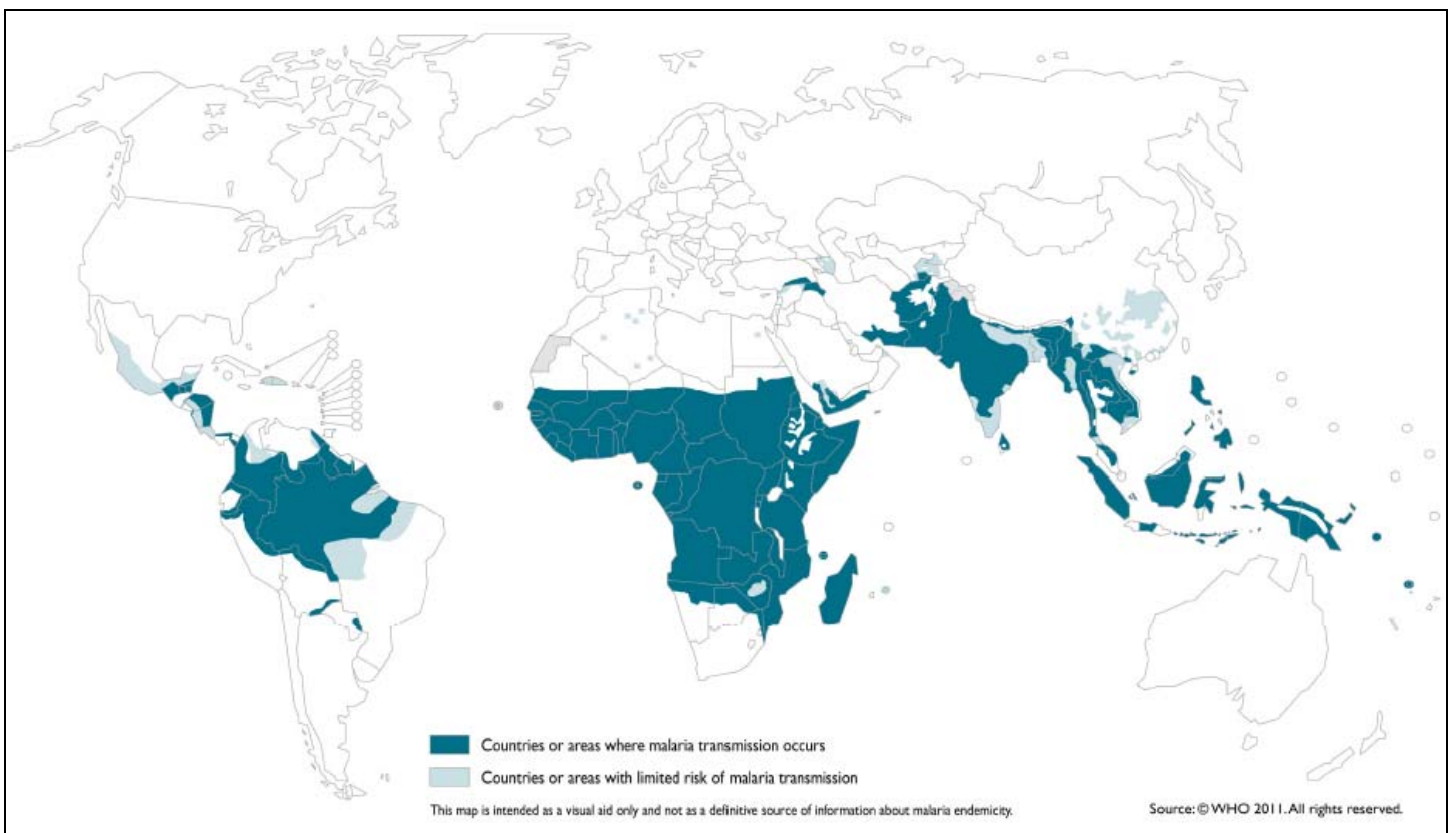 Countries or areas where malaria transmission occurs
Countries or areas with limited risk of malaria transmission
This map is intended as a visual aid only and not as a definitive source of information about malaria endemicity.
Source: © WHO 2011. All rights reserved.